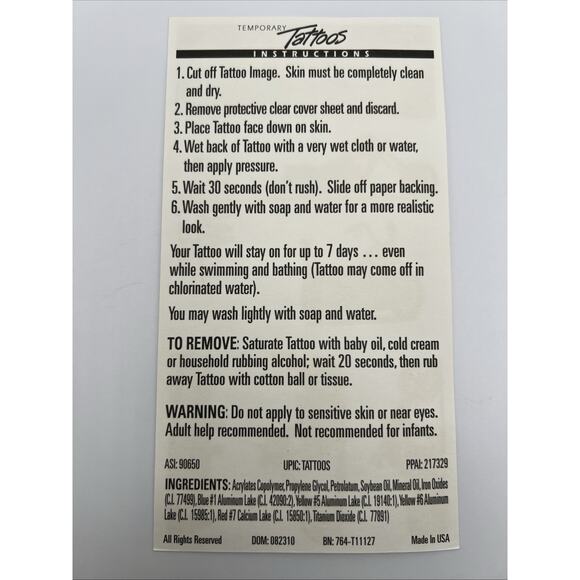 TEMPORARY
Tattoos
INSTRUCTIONS
1. Cut off Tattoo Image. Skin must be completely clean
and dry.
2. Remove protective clear cover sheet and discard.
3. Place Tattoo face down on skin.
4. Wet back of Tattoo with a very wet cloth or water,
then apply pressure.
5. Wait 30 seconds (don't rush). Slide off paper backing.
6. Wash gently with soap and water for a more realistic
look.
Your Tattoo will stay on for up to 7 days ... even
while swimming and bathing (Tattoo may come off in
chlorinated water).
You may wash lightly with soap and water.
TO REMOVE: Saturate Tattoo with baby oil, cold cream
or household rubbing alcohol; wait 20 seconds, then rub
away Tattoo with cotton ball or tissue.
WARNING: Do not apply to sensitive skin or near eyes.
Adult help recommended. Not recommended for infants.
ASI: 90650 UPIC: TATTOOS PPAI: 217329
INGREDIENTS: Acrylates Copolymer, Propylene Glycol, Petrolatum, Soybean Oil, Mineral Oil, Iron Oxides
(C.I. 77499), Blue #1 Aluminum Lake (C.I. 42090:2), Yellow #5 Aluminum Lake (C.I. 19140:1), Yellow #6 Aluminum
Lake (C.I. 15985:1), Red #7 Calcium Lake (C.I. 15850:1), Titanium Dioxide (C.I. 77891)
All Rights Reserved DOM: 082310 BN: 764-T11127 Made In USA